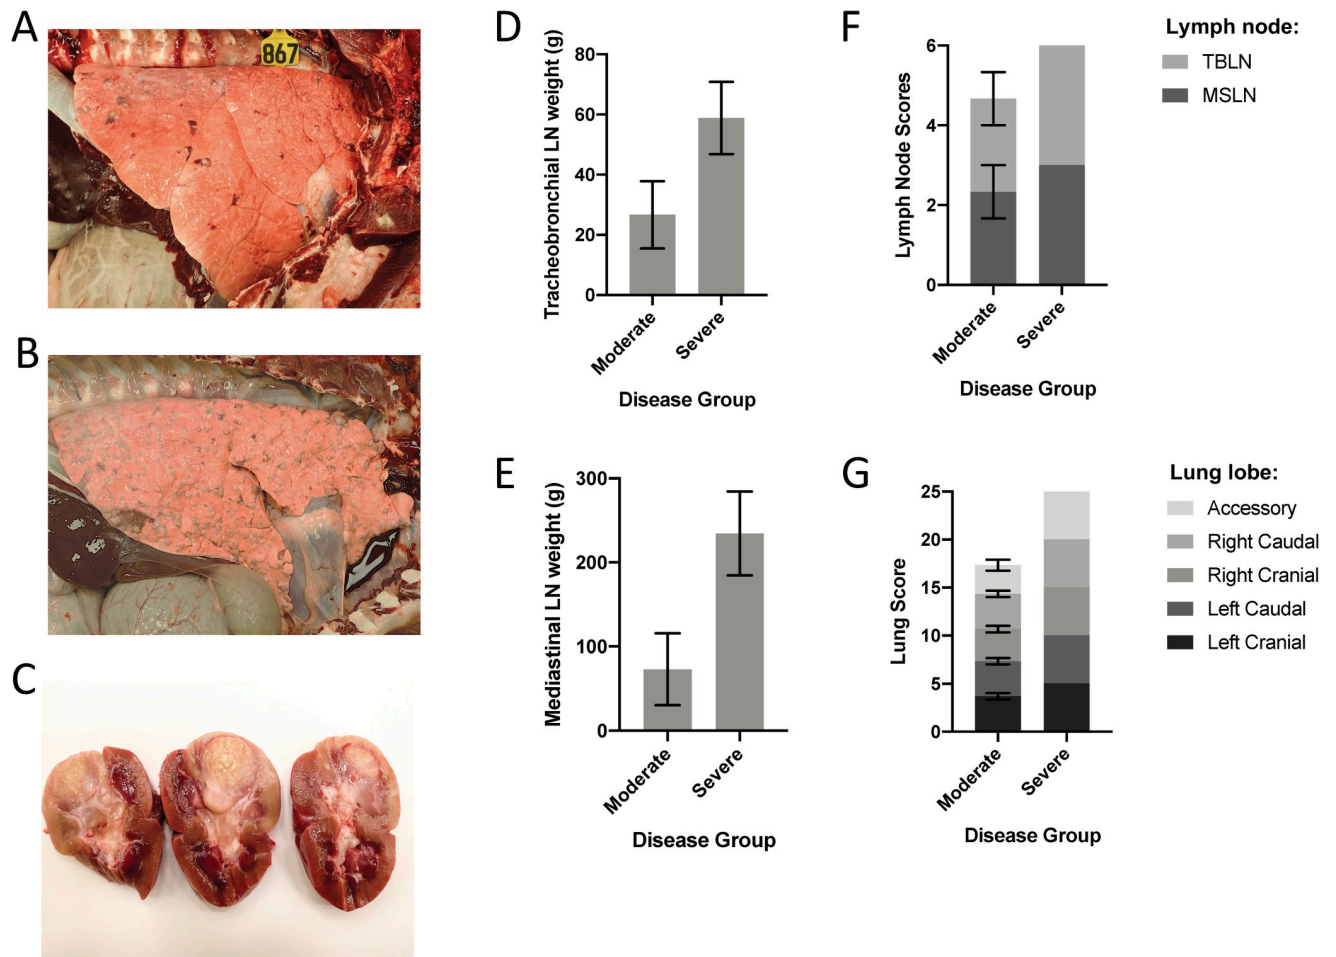 A
867
B
C
D
Tracheobronchial LN weight (g)
80
60
40
20
0
Moderate
Severe
Disease Group
E
Mediastinal LN weight (g)
300
200
100
0
Moderate
Severe
Disease Group
F
Lymph Node Scores
6
4
2
0
Moderate
Severe
Disease Group
Lymph node:
TBLN
MSLN
G
Lung Score
25
20
15
10
5
0
Moderate
Severe
Disease Group
Lung lobe:
Accessory
Right Caudal
Right Cranial
Left Caudal
Left Cranial